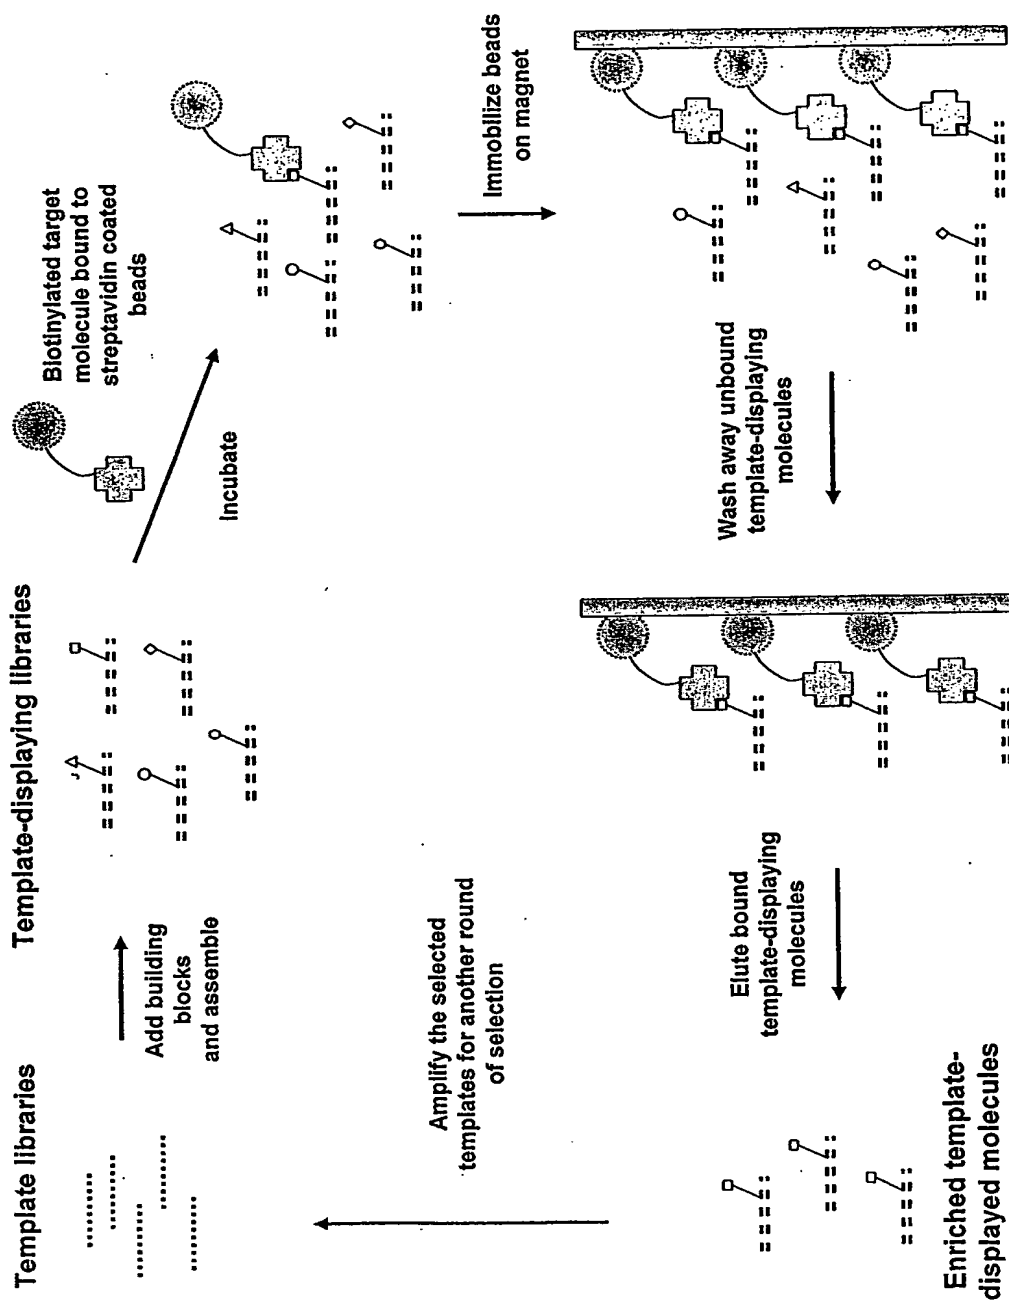 Template libraries
Add building
blocks
and assemble
Template-displaying libraries
Biotinylated target
molecule bound to
streptavidin coated
beads
Incubate
Immobilize beads
on magnet
Wash away unbound
template-displaying
molecules
Elute bound
template-displaying
molecules
Enriched template-
displayed molecules
Amplify the selected
templates for another round
of selection